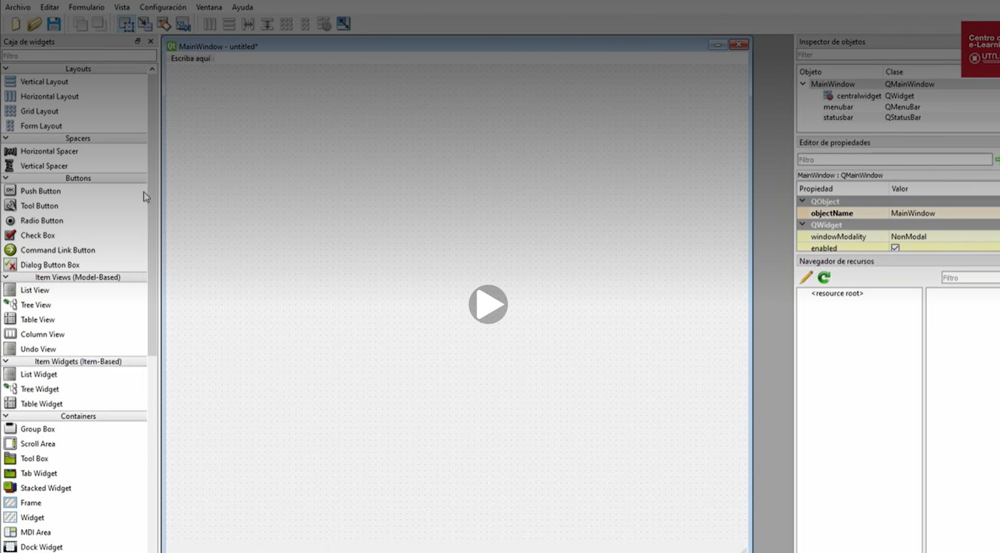 Archivo Editar Formulario Vista Configuración Ventana Ayuda
Caja de widgets
Filtro
Layouts
Vertical Layout
Horizontal Layout
Grid Layout
Form Layout
Spacers
Horizontal Spacer
Vertical Spacer
Buttons
Push Button
Tool Button
Radio Button
Check Box
Command Link Button
Dialog Button Box
Item Views (Model-Based)
List View
Tree View
Table View
Column View
Undo View
Item Widgets (Item-Based)
List Widget
Tree Widget
Table Widget
Containers
Group Box
Scroll Area
Tool Box
Tab Widget
Stacked Widget
Frame
Widget
MDI Area
Dock Widget
Qt MainWindow - untitled*
Escriba aquí
Inspector de objetos
Filter
Objeto Clase
MainWindow QMainWindow
centralwidget QWidget
menubar QMenuBar
statusbar QStatusBar
Editor de propiedades
Filtro
MainWindow : QMainWindow
Propiedad Valor
QObject
objectName MainWindow
QWidget
windowModality NonModal
enabled
Navegador de recursos
Filtro
<resource root>
Centro
e-Learni
UTN.